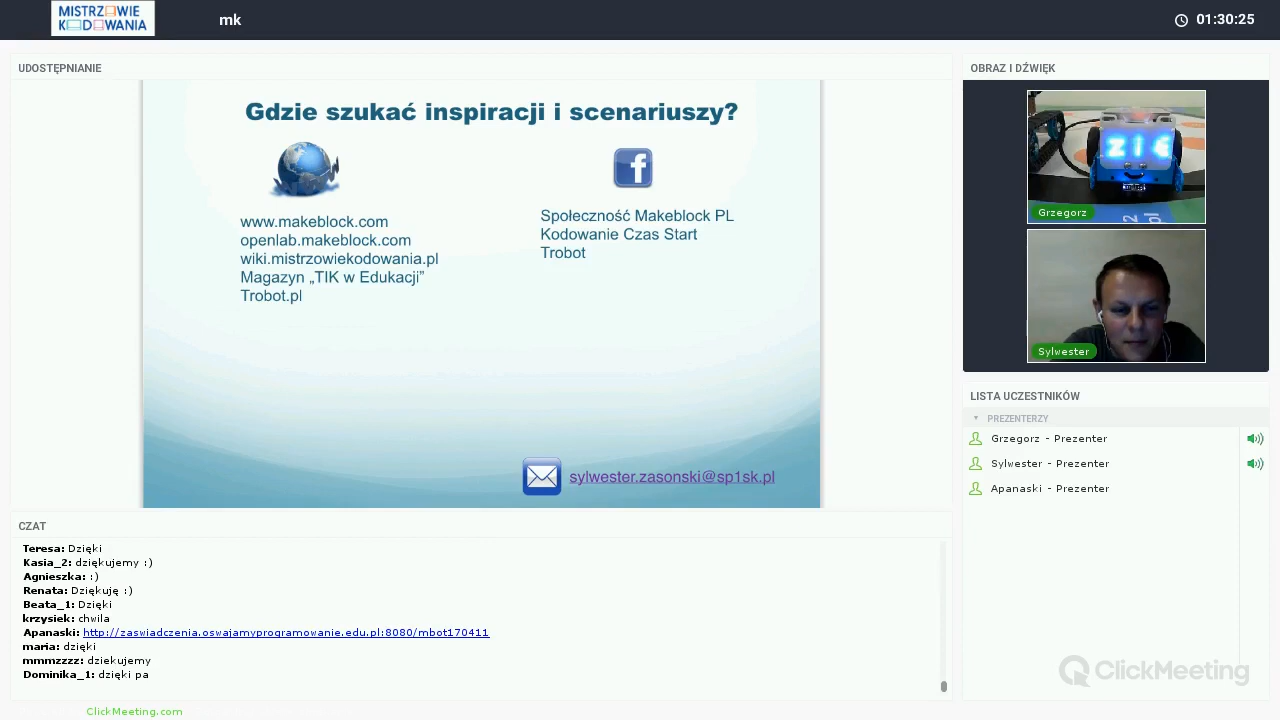 MISTRZOWIE
KODOWANIA
mk
01:30:25
UDOSTĘPNIANIE
Gdzie szukać inspiracji i scenariuszy?
www.makeblock.com
openlab.makeblock.com
wiki.mistrzowiekodowania.pl
Magazyn „TIK w Edukacji”
Trobot.pl
f
Społeczność Makeblock PL
Kodowanie Czas Start
Trobot
sylwester.zasonski@sp1sk.pl
OBRAZ I DŹWIĘK
Grzegorz
Sylwester
LISTA UCZESTNIKÓW
PREZENTERZY
Grzegorz - Prezenter
Sylwester - Prezenter
Apanaski - Prezenter
CZAT
Teresa: Dzięki
Kasia_2: dziękujemy :)
Agnieszka: :)
Renata: Dziękuję :)
Beata_1: Dzięki
krzysiek: chwila
Apanaski: http://zaswiadczenia.oswajamyprogramowanie.edu.pl:8080/mbot170411
maria: dzięki
mmmzzzz: dziekujemy
Dominika_1: dzięki pa
ClickMeeting
ClickMeeting.com